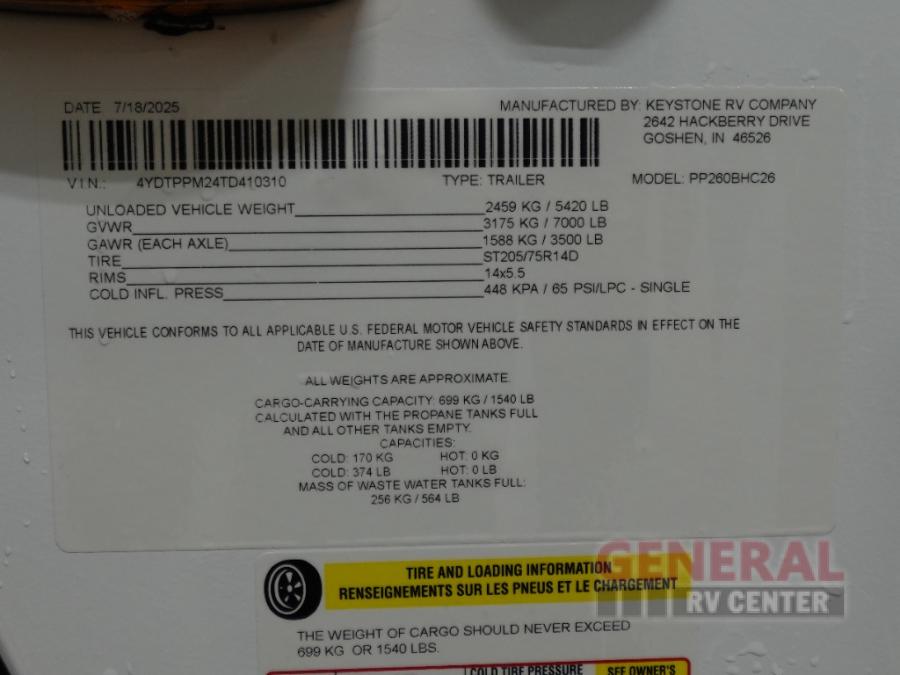 DATE 7/18/2025
MANUFACTURED BY: KEYSTONE RV COMPANY
2642 HACKBERRY DRIVE
GOSHEN, IN 46526
V.I.N.: 4YDTPPM24TD410310 TYPE: TRAILER MODEL: PP260BHC26
UNLOADED VEHICLE WEIGHT 2459 KG / 5420 LB
GVWR 3175 KG / 7000 LB
GAWR (EACH AXLE) 1588 KG / 3500 LB
TIRE ST205/75R14D
RIMS 14x5.5
COLD INFL. PRESS 448 KPA / 65 PSI/LPC - SINGLE
THIS VEHICLE CONFORMS TO ALL APPLICABLE U.S. FEDERAL MOTOR VEHICLE SAFETY STANDARDS IN EFFECT ON THE
DATE OF MANUFACTURE SHOWN ABOVE.
ALL WEIGHTS ARE APPROXIMATE.
CARGO-CARRYING CAPACITY: 699 KG / 1540 LB
CALCULATED WITH THE PROPANE TANKS FULL
AND ALL OTHER TANKS EMPTY.
CAPACITIES:
COLD: 170 KG HOT: 0 KG
COLD: 374 LB HOT: 0 LB
MASS OF WASTE WATER TANKS FULL:
256 KG / 564 LB
TIRE AND LOADING INFORMATION
RENSEIGNEMENTS SUR LES PNEUS ET LE CHARGEMENT
GENERAL
RV CENTER
THE WEIGHT OF CARGO SHOULD NEVER EXCEED
699 KG OR 1540 LBS.
COLD TIRE PRESSURE SEE OWNER'S